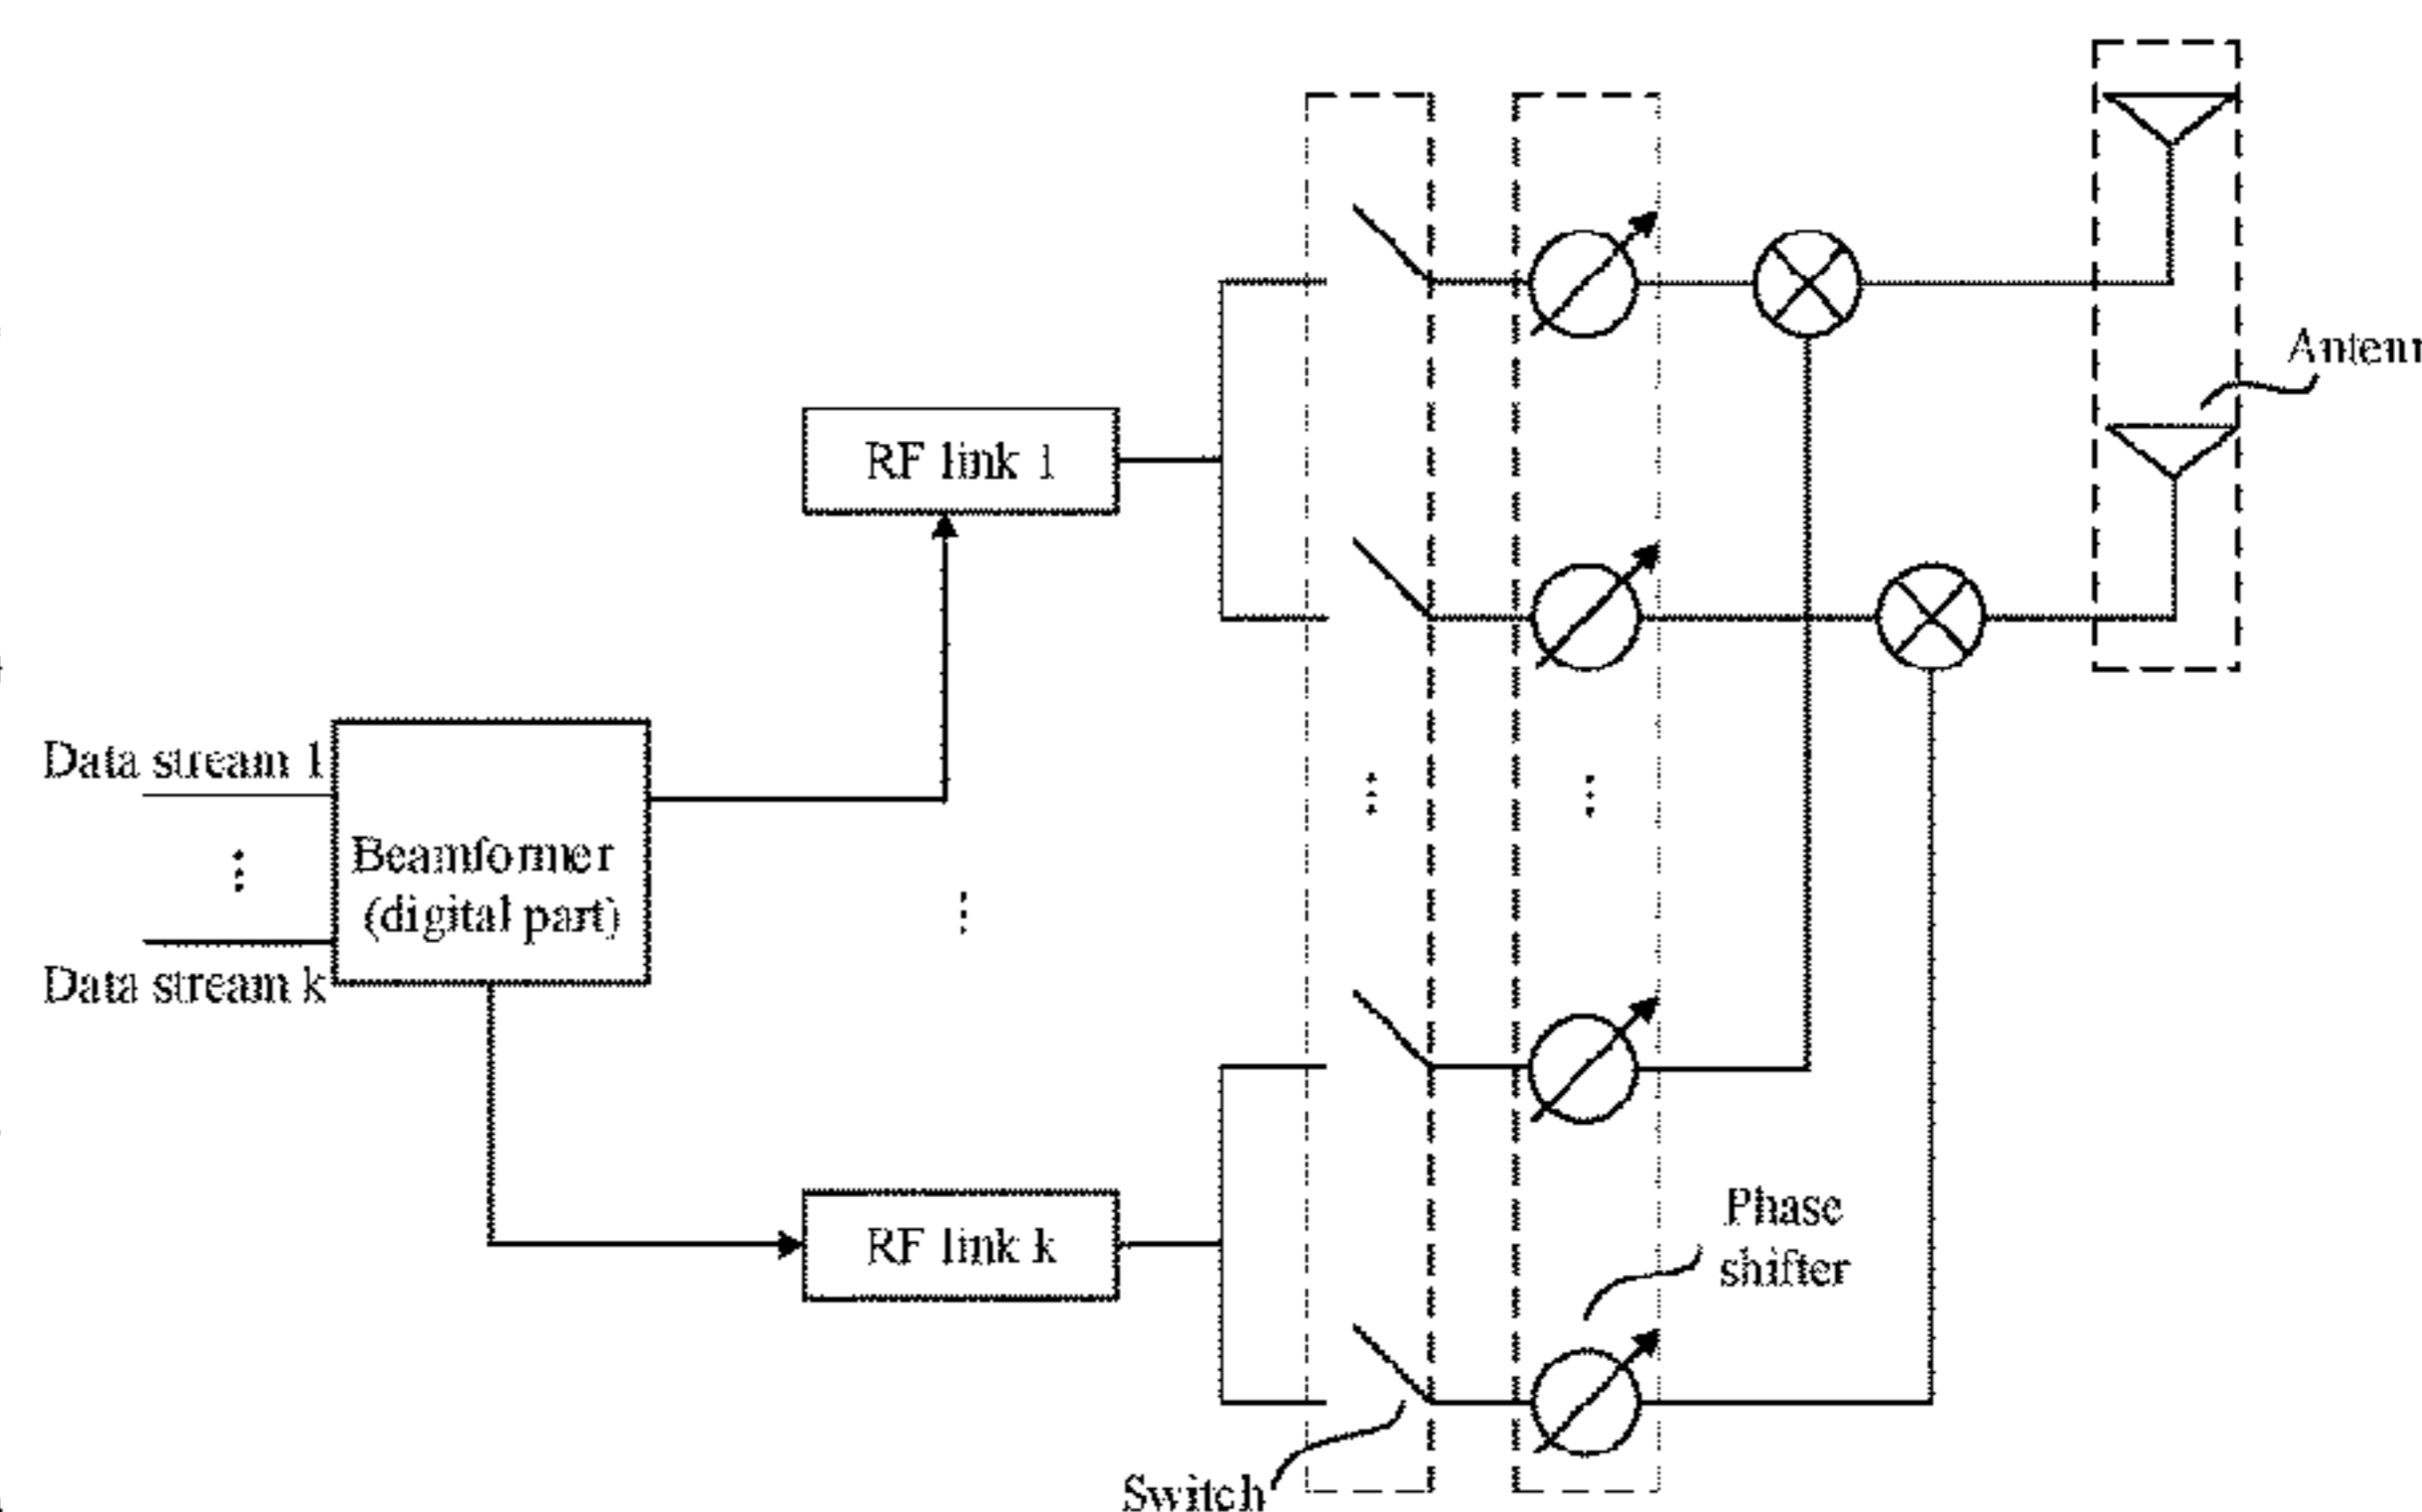 Antenn
RF link 1
Data stream 1
Beamformer
(digital part)
Data stream k
Phase
shifter
RF link k
Switch